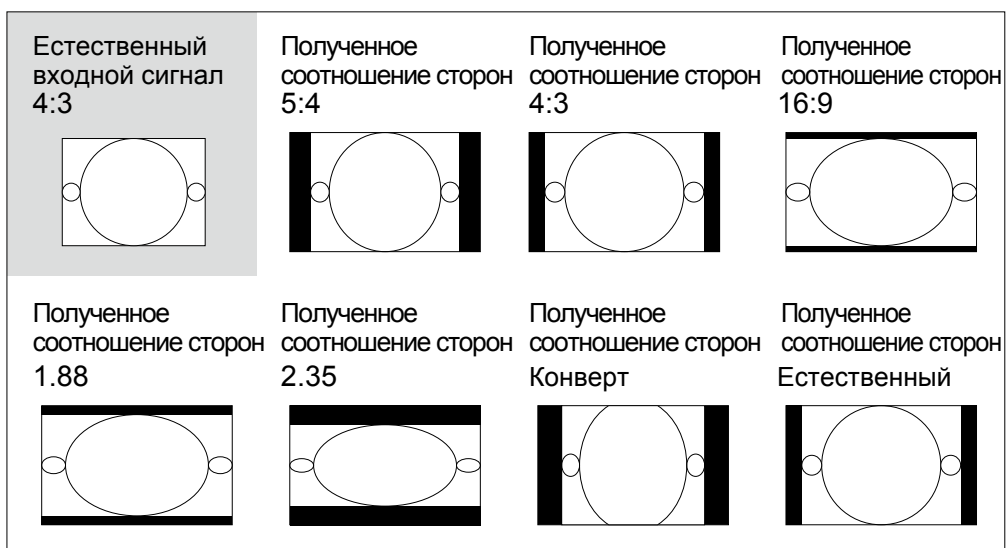 Естественный
входной сигнал
4:3
Полученное
соотношение сторон
5:4
Полученное
соотношение сторон
4:3
Полученное
соотношение сторон
16:9
Полученное
соотношение сторон
1.88
Полученное
соотношение сторон
2.35
Полученное
соотношение сторон
Конверт
Полученное
соотношение сторон
Естественный